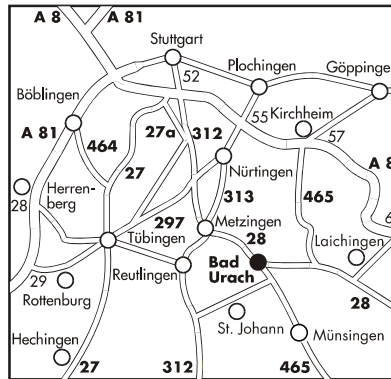 A 8
A 81
Stuttgart
52
Plochingen
Göppinge
Böblingen
55
Kirchheim
57
A 81
464
27a
312
27
Nürtingen
A 8
28
Herren-
berg
313
465
297
Metzingen
6
Tübingen
28
Laichingen
29
Reutlingen
Bad
Urach
Rottenburg
28
St. Johann
Münsingen
Hechingen
27
312
465